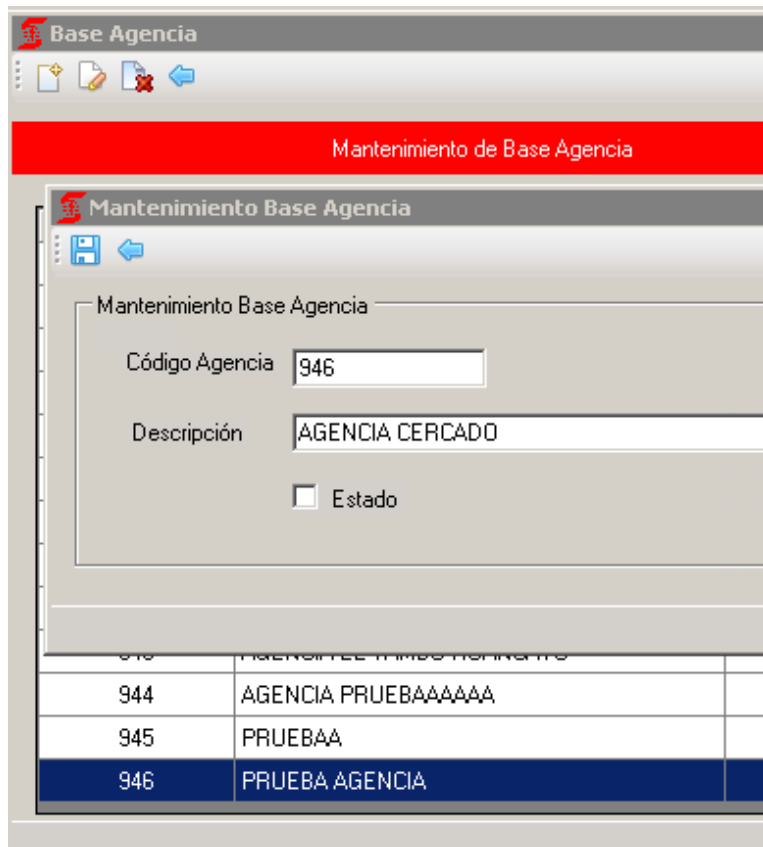 Base Agencia
Mantenimiento de Base Agencia
Mantenimiento Base Agencia
Mantenimiento Base Agencia
Código Agencia 946
Descripción AGENCIA CERCADO
Estado
944 AGENCIA PRUEBAAAAAA
945 PRUEBAA
946 PRUEBA AGENCIA